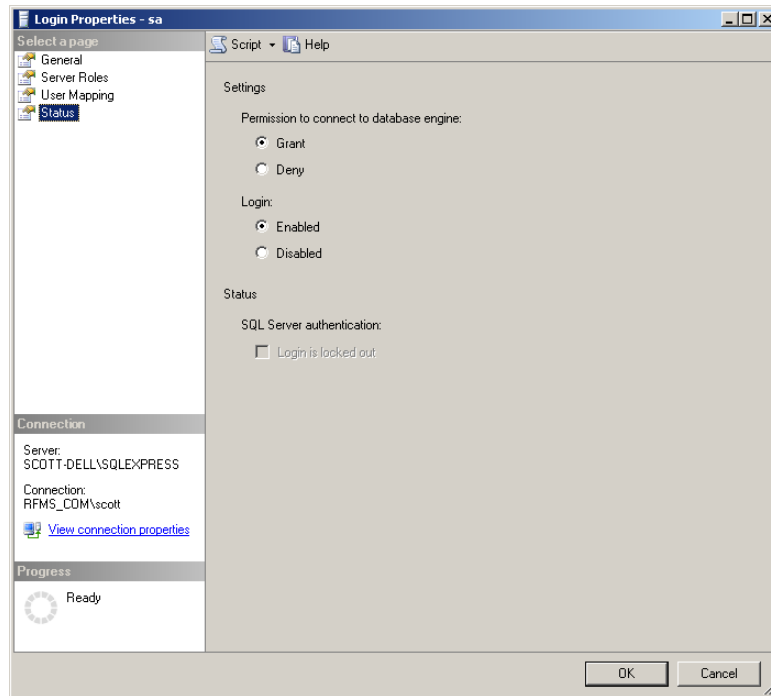 Login Properties - sa
Select a page
General
Server Roles
User Mapping
Status
Script
Help
Settings
Permission to connect to database engine:
Grant
Deny
Login:
Enabled
Disabled
Status
SQL Server authentication:
Login is locked out
Connection
Server:
SCOTT-DELL\SQLEXPRESS
Connection:
RFMS_COM\scott
View connection properties
Progress
Ready
OK
Cancel